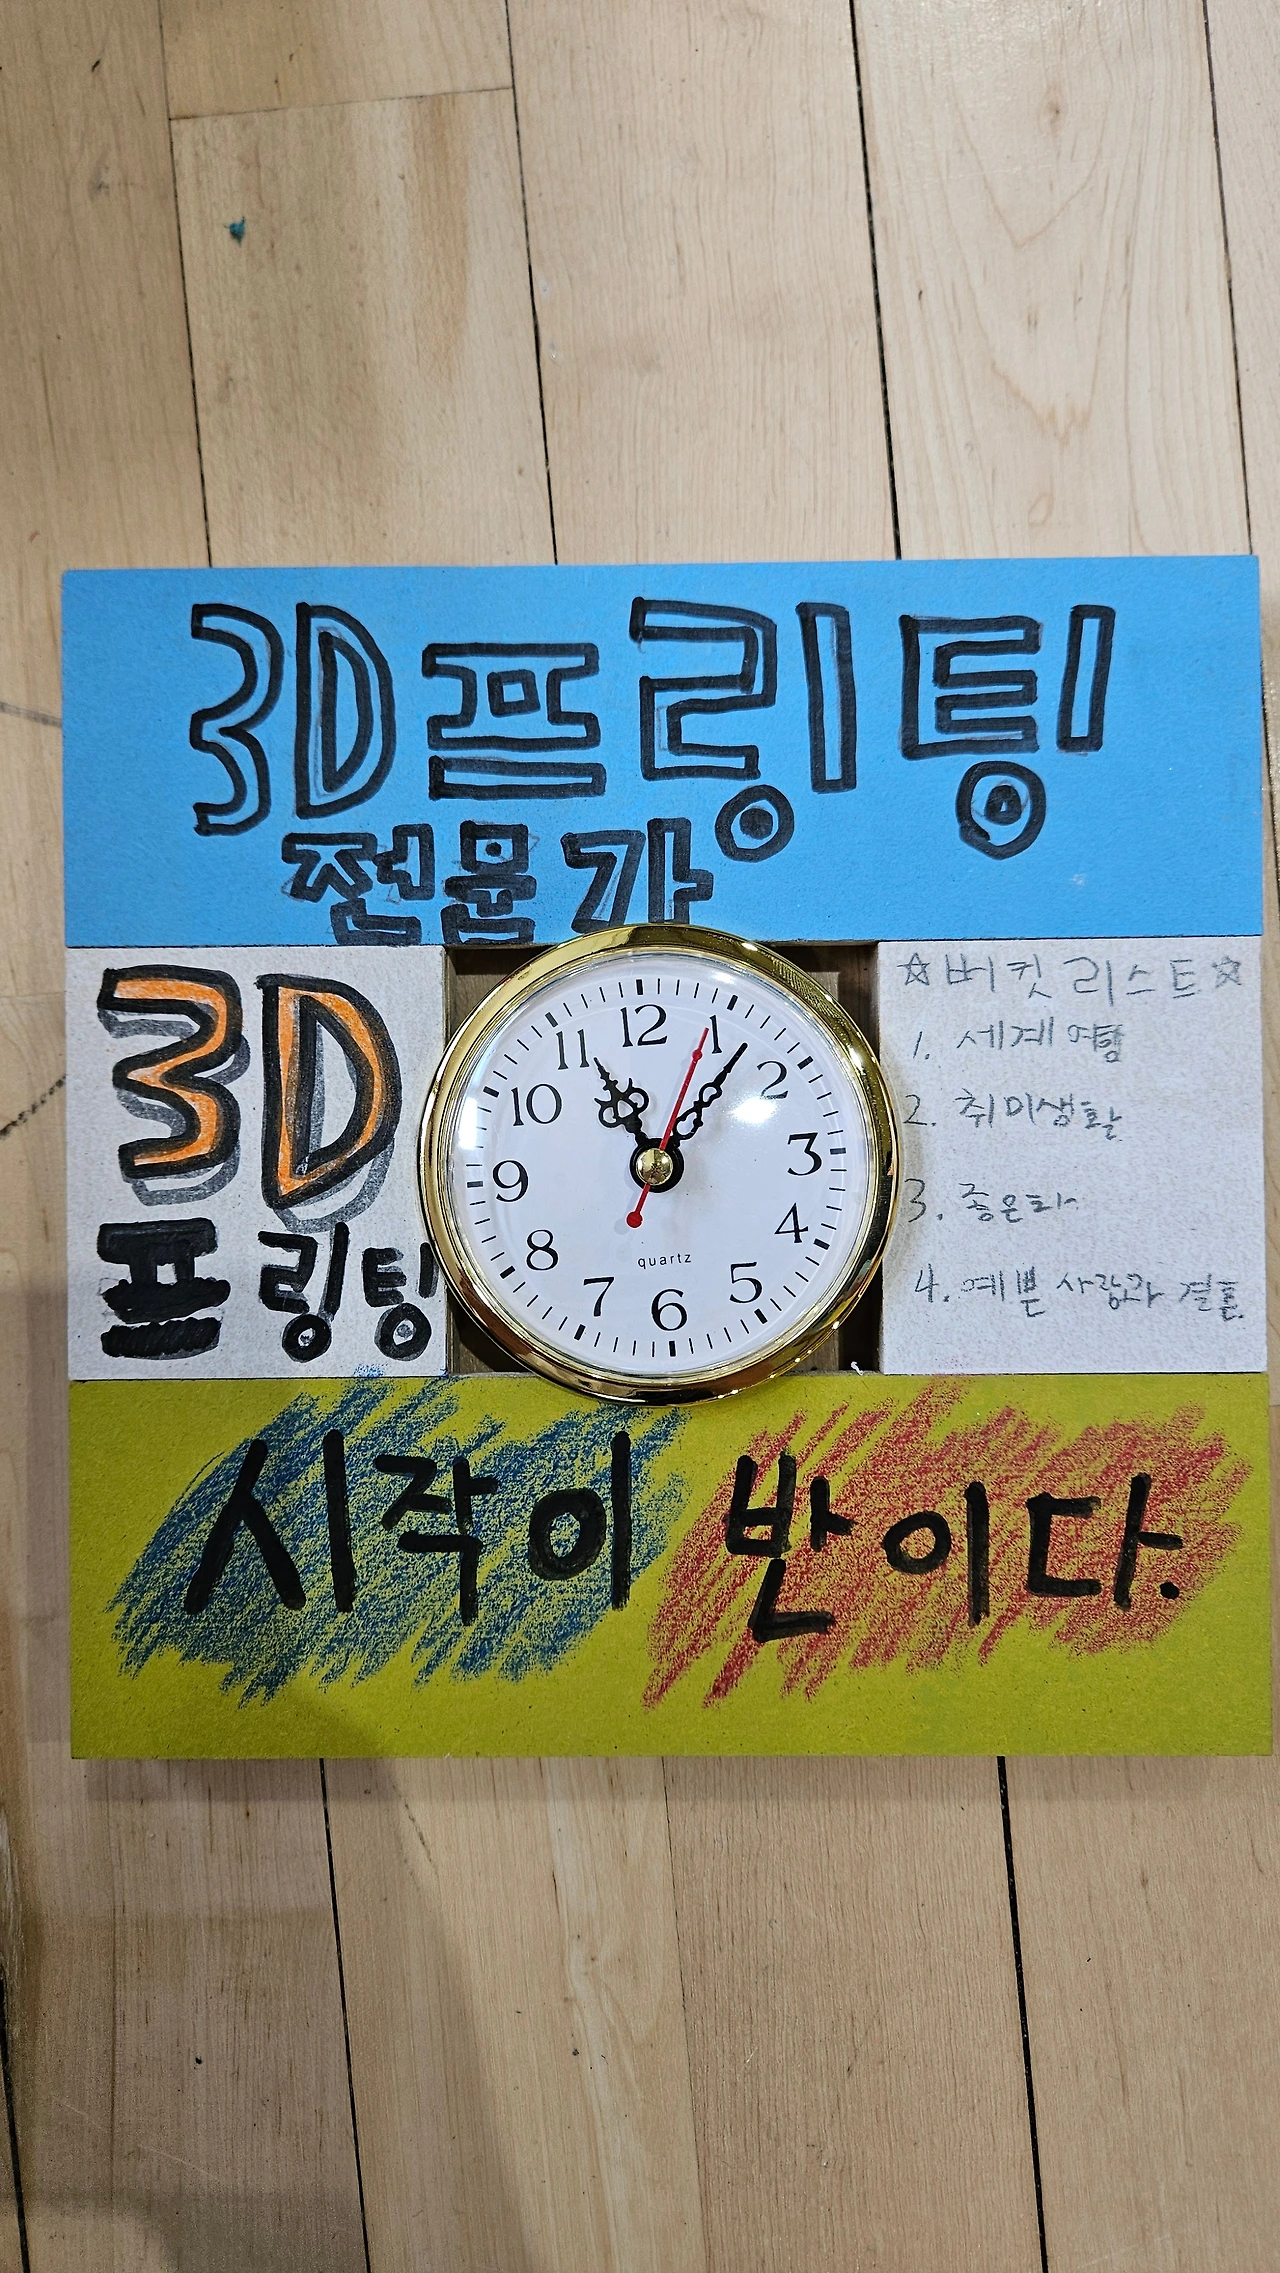 3D프링팅
전문가
3D
프링팅
12
1
2
3
4
5
6
7
8
9
10
11
quartz
☆버킷 리스트☆
1. 세계 여행
2. 취미생활
3. 좋은차
4. 예쁜 사람과 결혼
시작이 반이다.